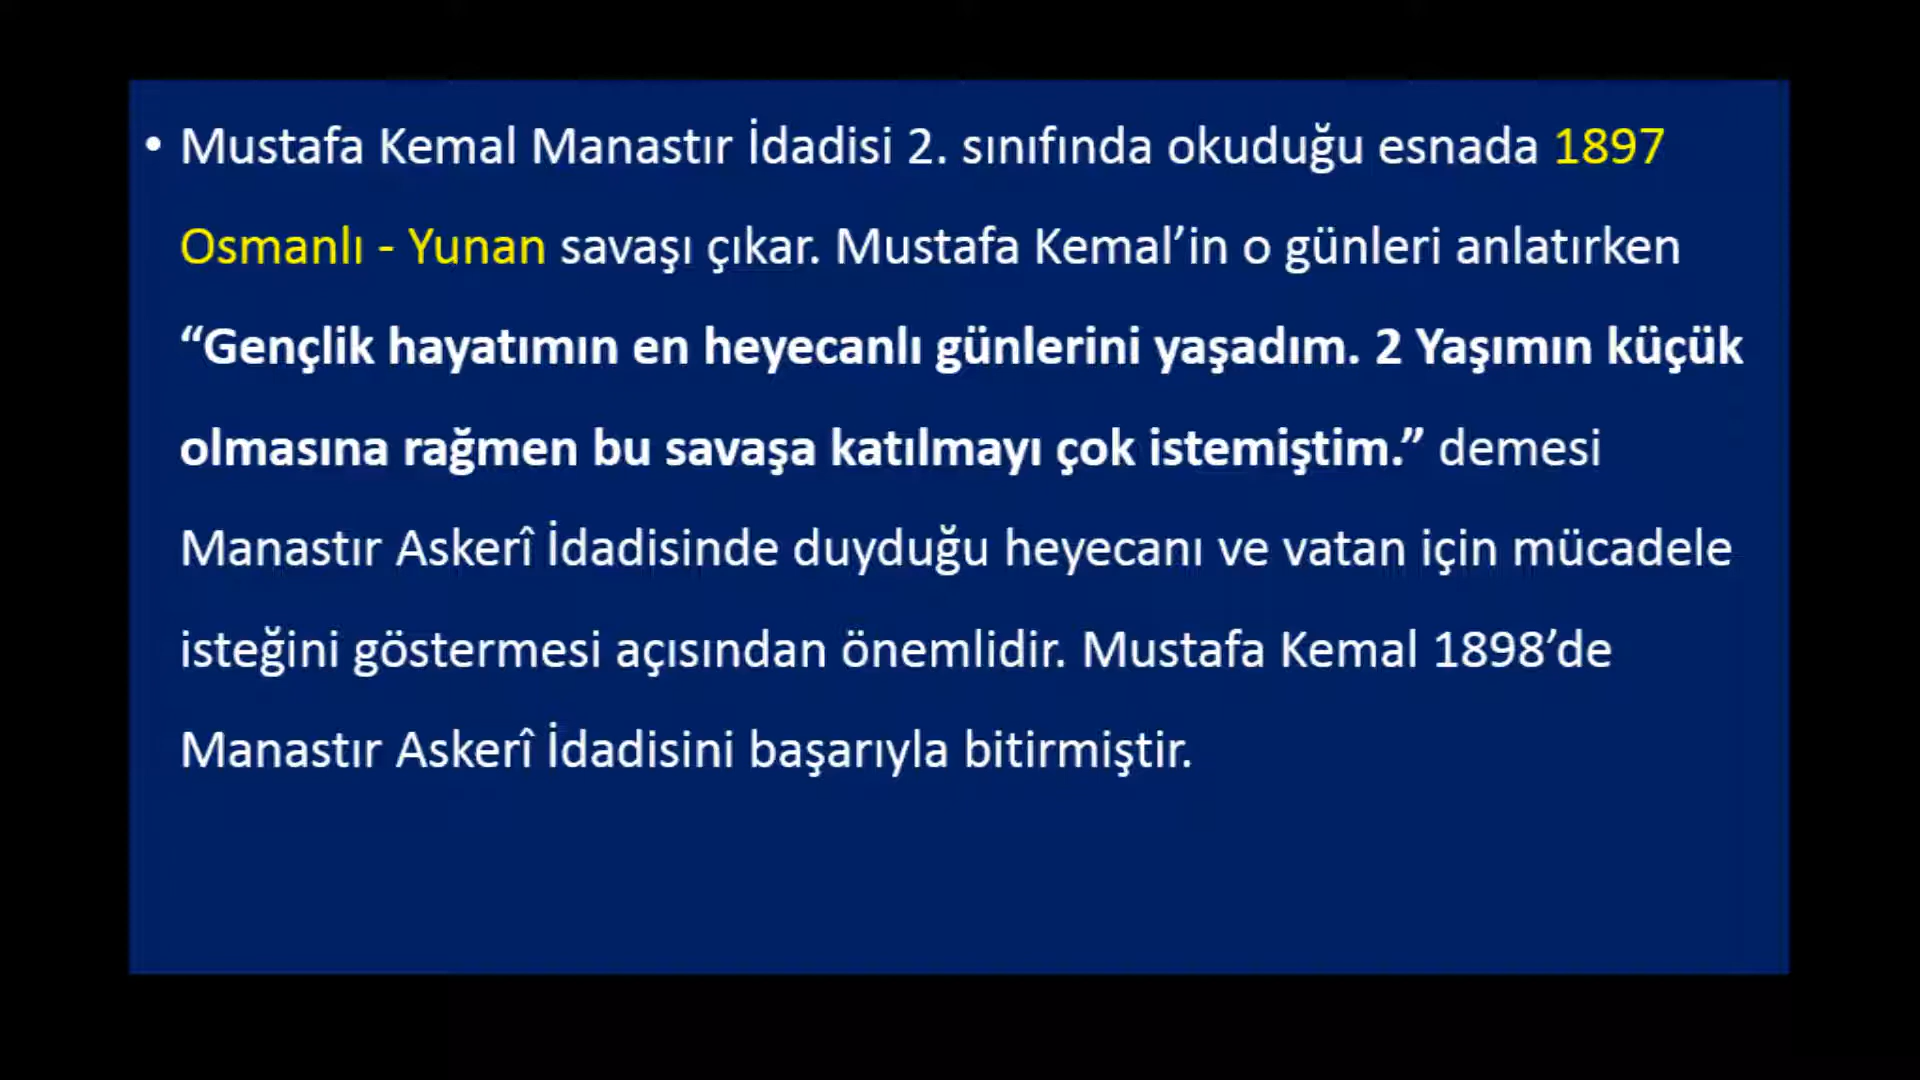 • Mustafa Kemal Manastır İdadisi 2. sınıfında okuduğu esnada 1897
Osmanlı - Yunan savaşı çıkar. Mustafa Kemal’in o günleri anlatırken
“Gençlik hayatımın en heyecanlı günlerini yaşadım. 2 Yaşımın küçük
olmasına rağmen bu savaşa katılmayı çok istemiştim.” demesi
Manastır Askerî İdadisinde duyduğu heyecanı ve vatan için mücadele
isteğini göstermesi açısından önemlidir. Mustafa Kemal 1898’de
Manastır Askerî İdadisini başarıyla bitirmiştir.